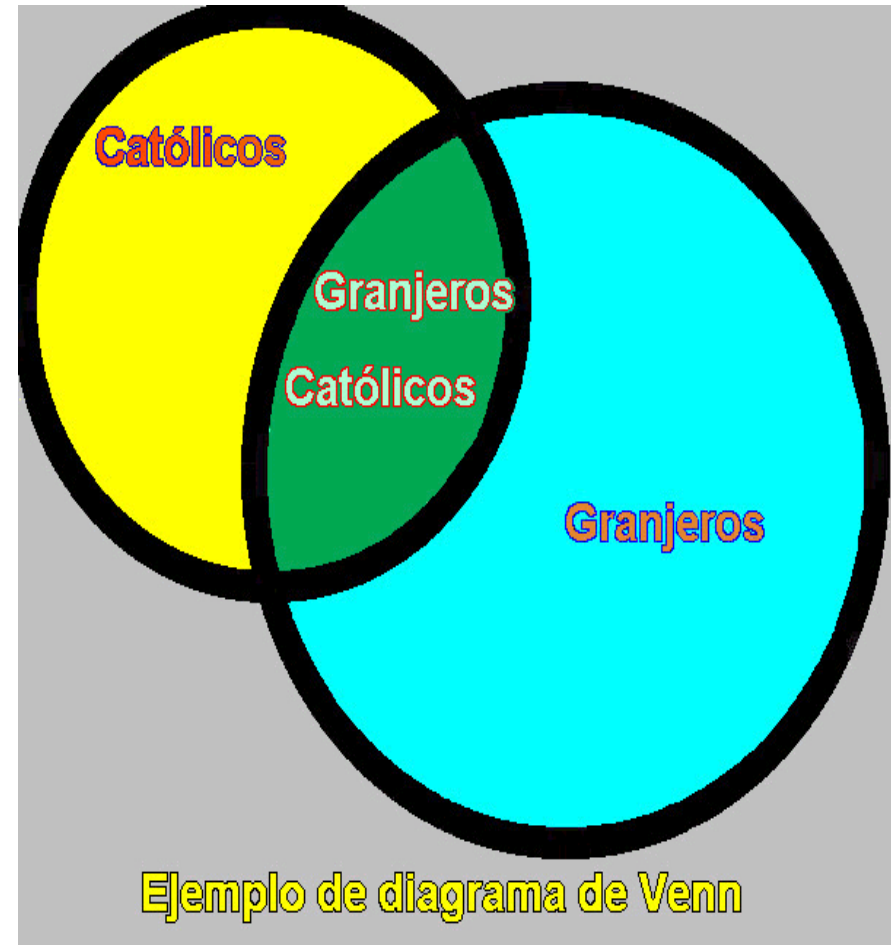 Católicos
Granjeros
Católicos
Granjeros
Ejemplo de diagrama de Venn